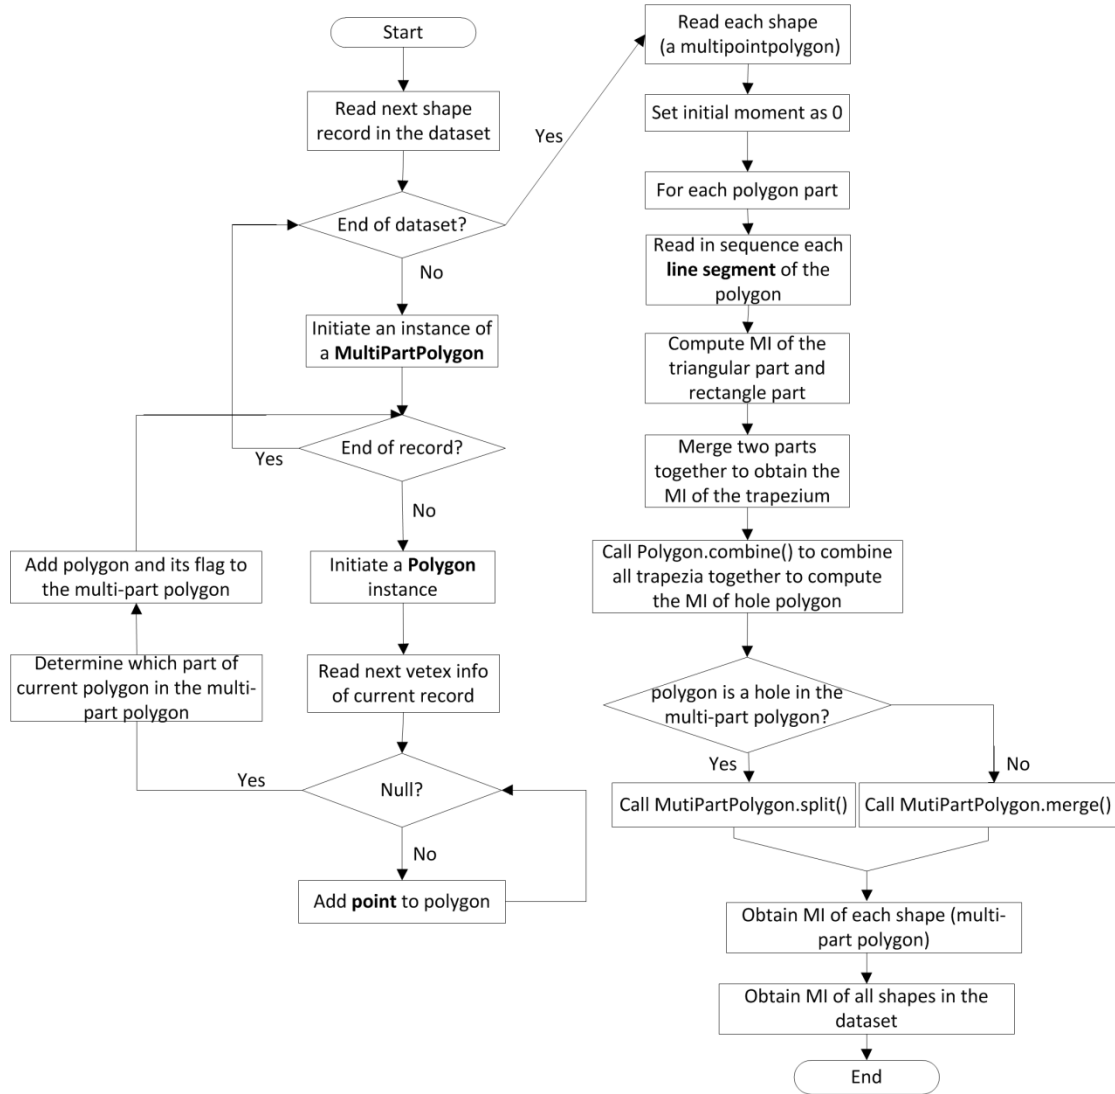 Start
Read next shape
record in the dataset
End of dataset?
Yes
No
Initiate an instance of
a MultiPartPolygon
End of record?
Yes
No
Initiate a Polygon
instance
Read next vetex info
of current record
Null?
Yes
No
Add point to polygon
Determine which part of
current polygon in the multi-
part polygon
Add polygon and its flag to
the multi-part polygon
Read each shape
(a multipointpolygon)
Set initial moment as 0
For each polygon part
Read in sequence each
line segment of the
polygon
Compute MI of the
triangular part and
rectangle part
Merge two parts
together to obtain the
MI of the trapezium
Call Polygon.combine() to combine
all trapezia together to compute
the MI of hole polygon
polygon is a hole in the
multi-part polygon?
Yes
No
Call MutiPartPolygon.split()
Call MutiPartPolygon.merge()
Obtain MI of each shape (multi-
part polygon)
Obtain MI of all shapes in the
dataset
End